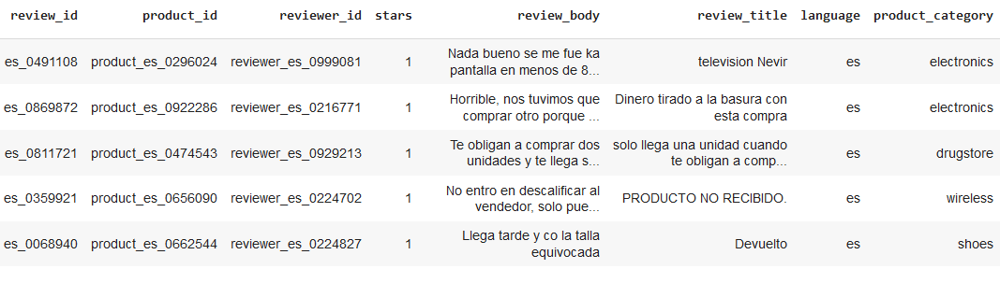 review_id product_id reviewer_id stars review_body review_title language product_category
es_0491108 product_es_0296024 reviewer_es_0999081 1 Nada bueno se me fue ka pantalla en menos de 8... television Nevir es electronics
es_0869872 product_es_0922286 reviewer_es_0216771 1 Horrible, nos tuvimos que comprar otro porque ... Dinero tirado a la basura con esta compra es electronics
es_0811721 product_es_0474543 reviewer_es_0929213 1 Te obligan a comprar dos unidades y te llega s... solo llega una unidad cuando te obligan a comp... es drugstore
es_0359921 product_es_0656090 reviewer_es_0224702 1 No entro en descalificar al vendedor, solo pue... PRODUCTO NO RECIBIDO. es wireless
es_0068940 product_es_0662544 reviewer_es_0224827 1 Llega tarde y co la talla equivocada Devuelto es shoes